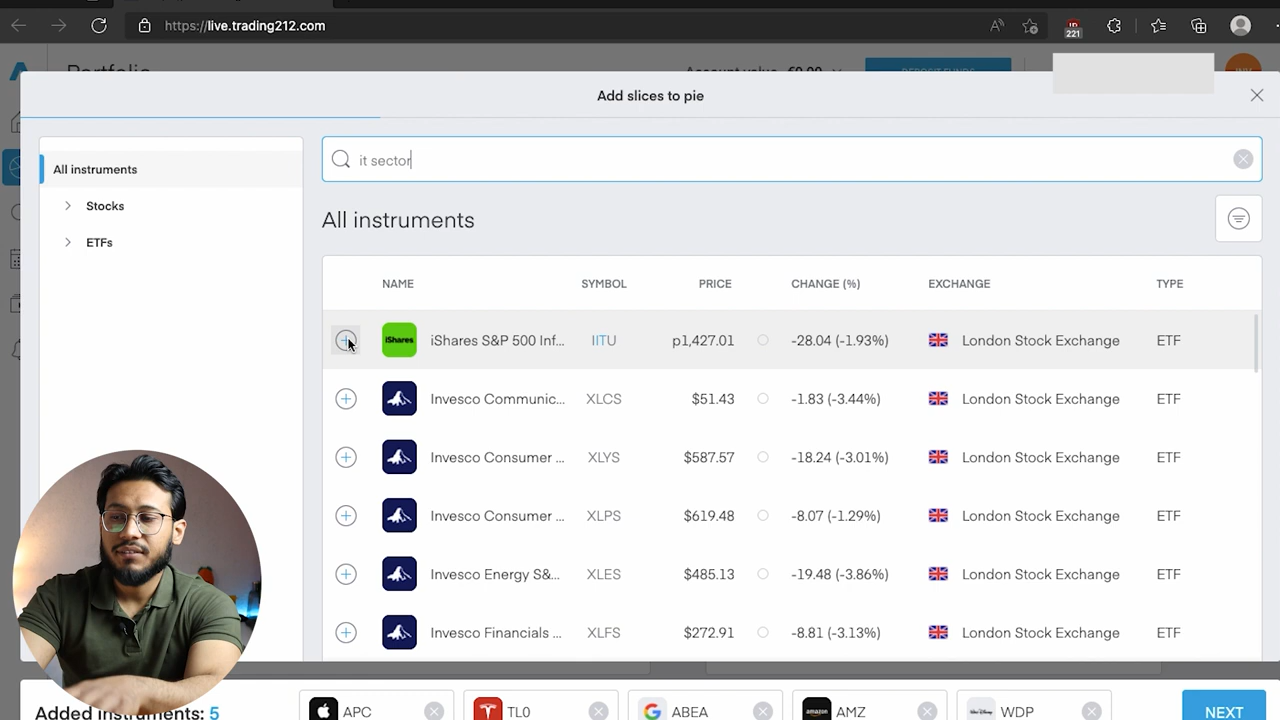 https://live.trading212.com
221
Portfolio
Account value
Add slices to pie
All instruments
Stocks
ETFs
it sector
All instruments
NAME SYMBOL PRICE CHANGE (%) EXCHANGE TYPE
iShares iShares S&P 500 Inf... IITU p1,427.01 -28.04 (-1.93%) London Stock Exchange ETF
Invesco Communic... XLCS $51.43 -1.83 (-3.44%) London Stock Exchange ETF
Invesco Consumer ... XLYS $587.57 -18.24 (-3.01%) London Stock Exchange ETF
Invesco Consumer ... XLPS $619.48 -8.07 (-1.29%) London Stock Exchange ETF
Invesco Energy S&... XLES $485.13 -19.48 (-3.86%) London Stock Exchange ETF
Invesco Financials ... XLFS $272.91 -8.81 (-3.13%) London Stock Exchange ETF
Added instruments: 5 APC TL0 ABEA amazon AMZ WDP NEXT